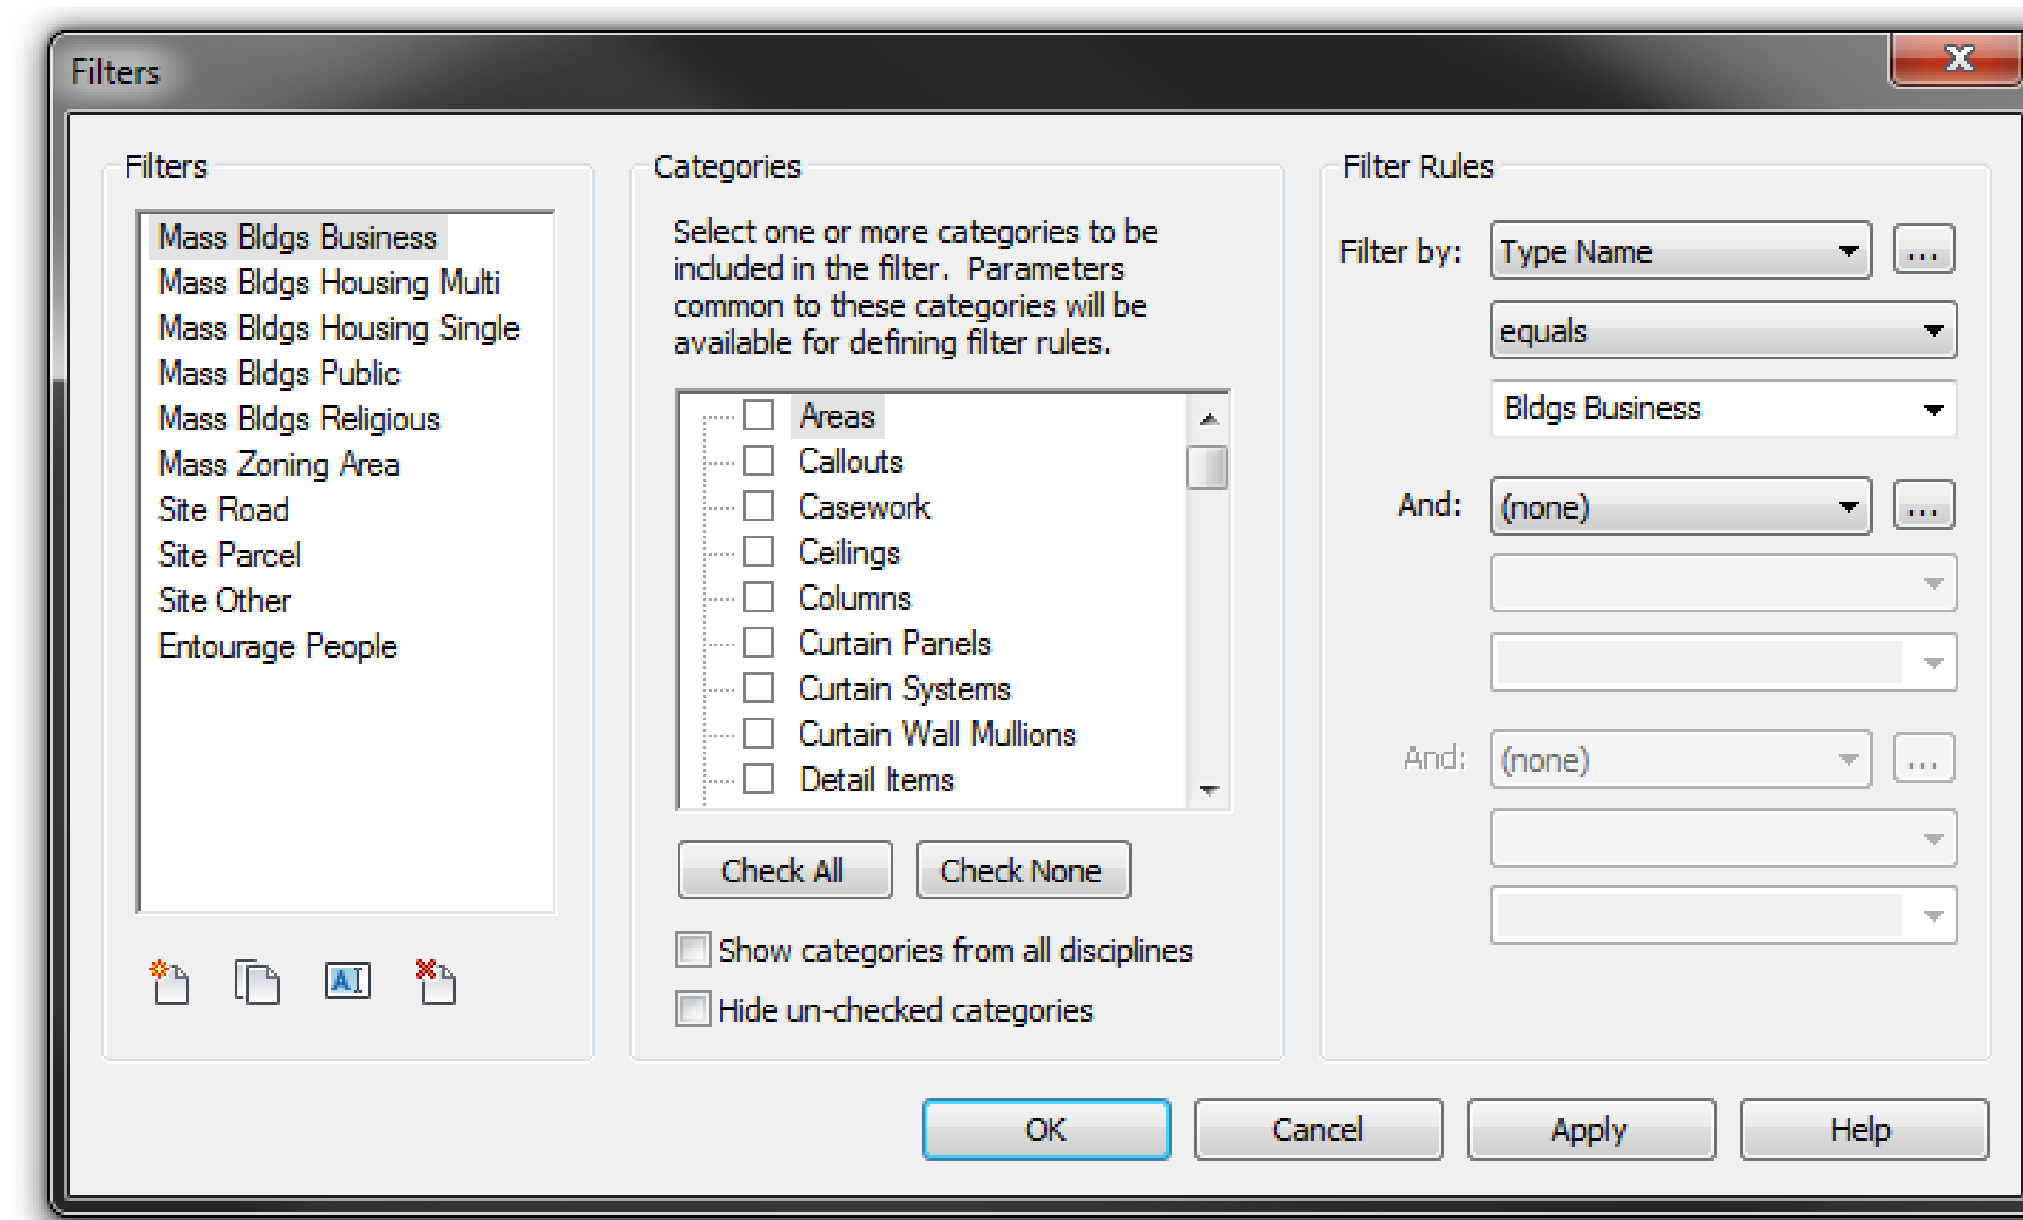 Filters
Filters
Mass Bldgs Business
Mass Bldgs Housing Multi
Mass Bldgs Housing Single
Mass Bldgs Public
Mass Bldgs Religious
Mass Zoning Area
Site Road
Site Parcel
Site Other
Entourage People
Categories
Select one or more categories to be
included in the filter. Parameters
common to these categories will be
available for defining filter rules.
Areas
Callouts
Casework
Ceilings
Columns
Curtain Panels
Curtain Systems
Curtain Wall Mullions
Detail Items
Check All Check None
Show categories from all disciplines
Hide un-checked categories
Filter Rules
Filter by: Type Name ...
equals
Bldgs Business
And: (none) ...
And: (none) ...
OK Cancel Apply Help